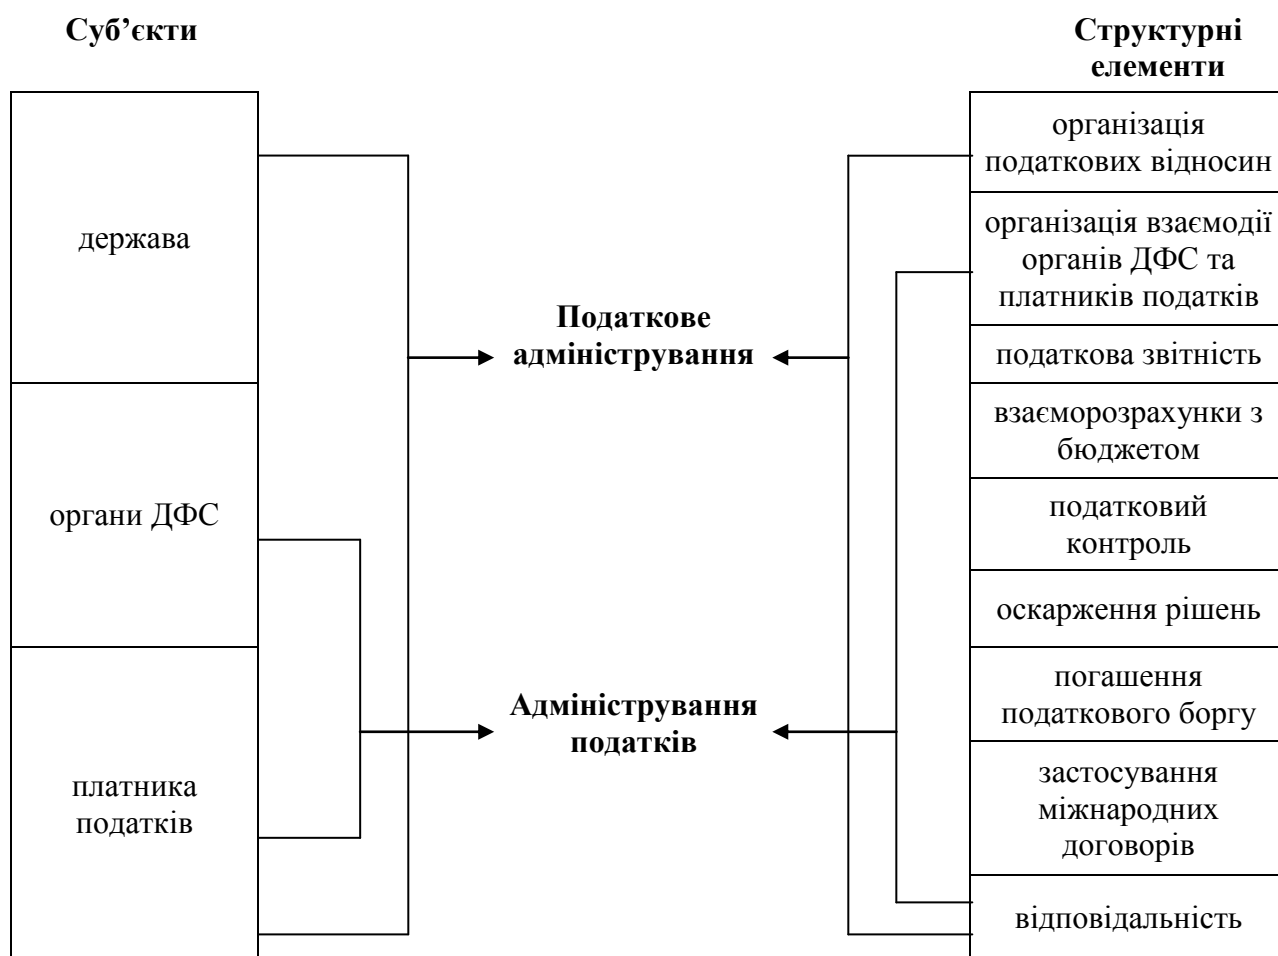 Суб’єкти
Структурні
елементи
держава
органи ДФС
платника
податків
Податкове
адміністрування
Адміністрування
податків
організація
податкових відносин
організація взаємодії
органів ДФС та
платників податків
податкова звітність
взаєморозрахунки з
бюджетом
податковий
контроль
оскарження рішень
погашення
податкового боргу
застосування
міжнародних
договорів
відповідальність